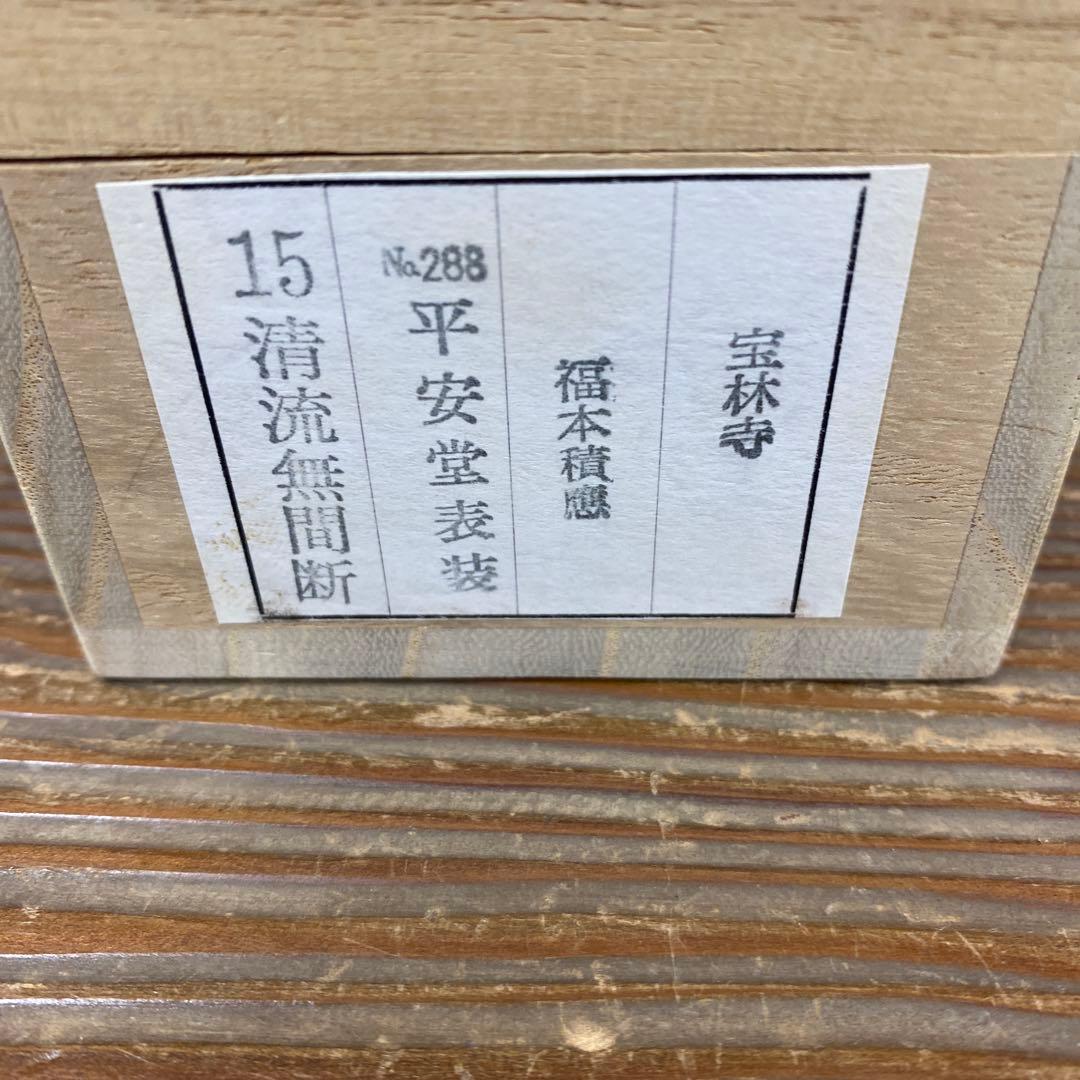 宝林寺
福本積應
№288 平安堂表装
15 清流無間断